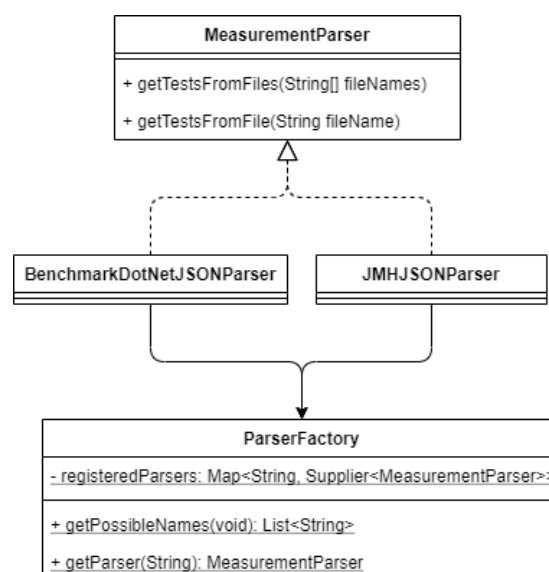 MeasurementParser
+ getTestsFromFiles(String[] fileNames)
+ getTestsFromFile(String fileName)
BenchmarkDotNetJSONParser
JMHJSONParser
ParserFactory
- registeredParsers: Map<String, Supplier<MeasurementParser>>
+ getPossibleNames(void): List<String>
+ getParser(String): MeasurementParser